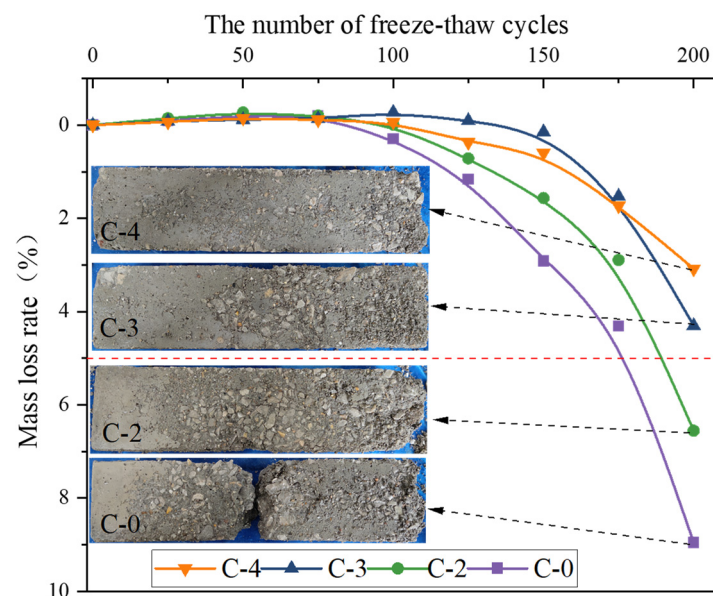 The number of freeze-thaw cycles
0 50 100 150 200
0
2
4
6
8
10
Mass loss rate（%）
C-4
C-3
C-2
C-0
C-4 C-3 C-2 C-0